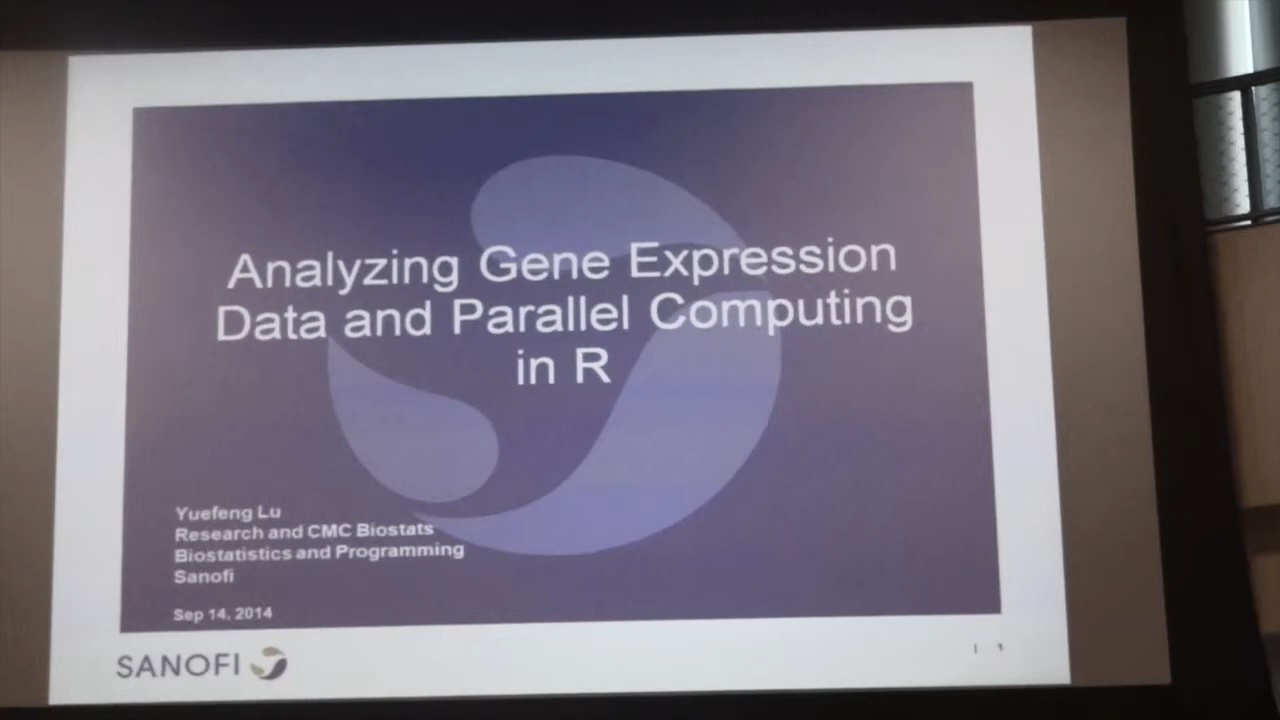 Analyzing Gene Expression
Data and Parallel Computing
in R
Yuefeng Lu
Research and CMC Biostats
Biostatistics and Programming
Sanofi
Sep 14, 2014
SANOFI
| 1